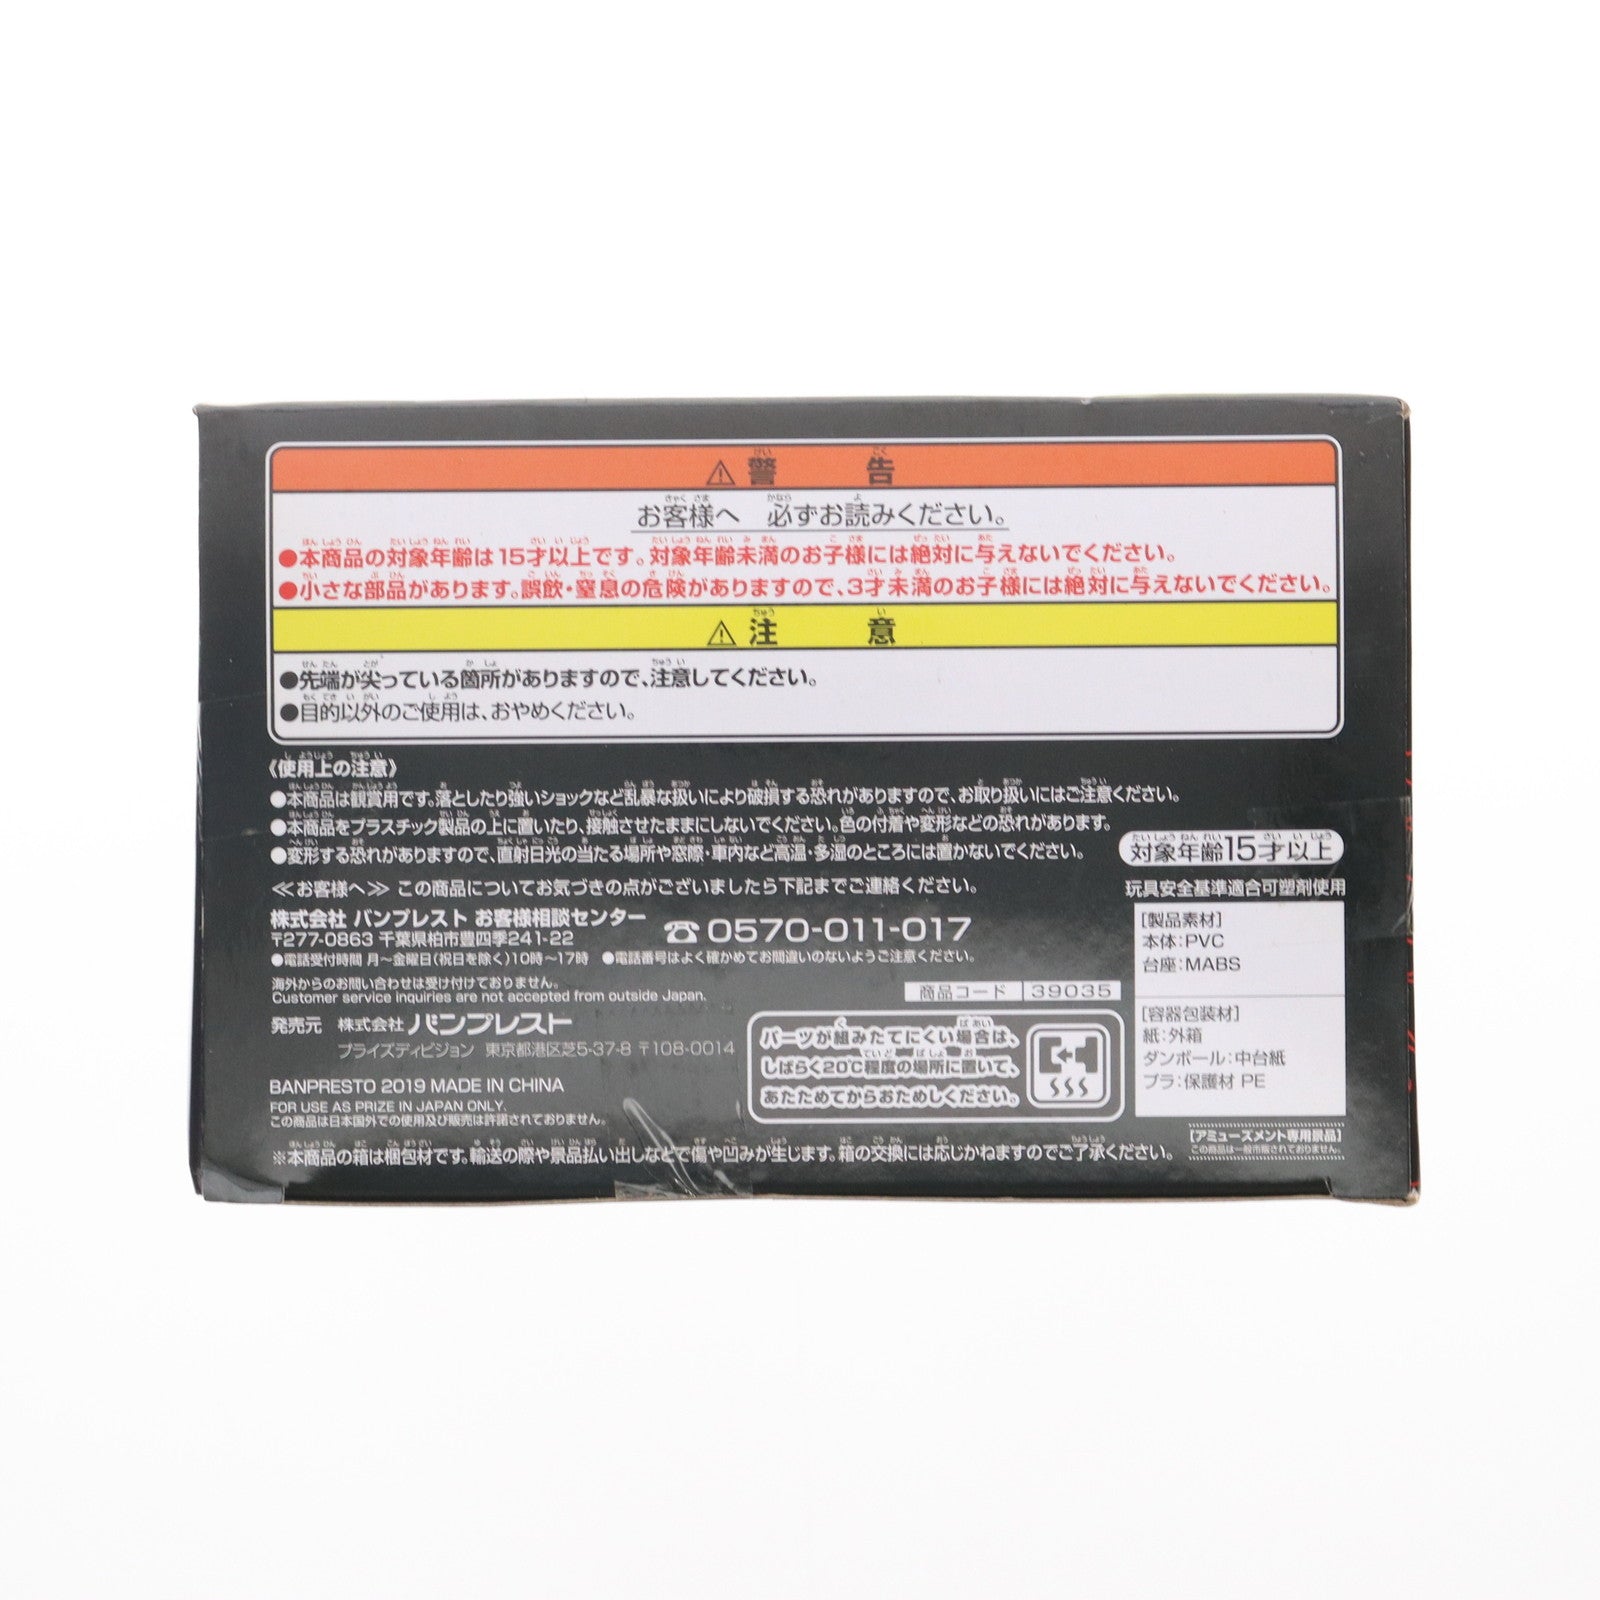 ⚠警告
お客様へ 必ずお読みください。
●本商品の対象年齢は15才以上です。対象年齢未満のお子様には絶対に与えないでください。
●小さな部品があります。誤飲・窒息の危険がありますので、3才未満のお子様には絶対に与えないでください。
⚠注意
●先端が尖っている箇所がありますので、注意してください。
●目的以外のご使用は、おやめください。
《使用上の注意》
●本商品は観賞用です。落としたり強いショックなど乱暴な扱いにより破損する恐れがありますので、お取り扱いにはご注意ください。
●本商品をプラスチック製品の上に置いたり、接触させたままにしないでください。色の付着や変形などの恐れがあります。
●変形する恐れがありますので、直射日光の当たる場所や窓際・車内など高温・多湿のところには置かないでください。
≪お客様へ≫ この商品についてお気づきの点がございましたら下記までご連絡ください。
株式会社 バンプレスト お客様相談センター
〒277-0863 千葉県柏市豊四季241-22
☎0570-011-017
●電話受付時間 月～金曜日(祝日を除く)10時～17時 ●電話番号はよく確かめてお間違いのないようご注意ください。
海外からのお問い合わせは受け付けておりません。
Customer service inquiries are not accepted from outside Japan.
商品コード 39035
発売元 株式会社バンプレスト
プライズディビジョン 東京都港区芝5-37-8 〒108-0014
BANPRESTO 2019 MADE IN CHINA
FOR USE AS PRIZE IN JAPAN ONLY.
この商品は日本国外での使用及び販売は許諾されておりません。
パーツが組みたてにくい場合は、
しばらく20℃程度の場所に置いて、
あたためてからおためしください。
対象年齢15才以上
玩具安全基準適合可塑剤使用
[製品素材]
本体:PVC
台座:MABS
[容器包装材]
紙:外箱
ダンボール:中台紙
プラ:保護材 PE
[アミューズメント専用景品]
この商品は一般市販されておりません。
※本商品の箱は梱包材です。輸送の際や景品払い出しなどで傷や凹みが生じます。箱の交換には応じかねますのでご了承ください。